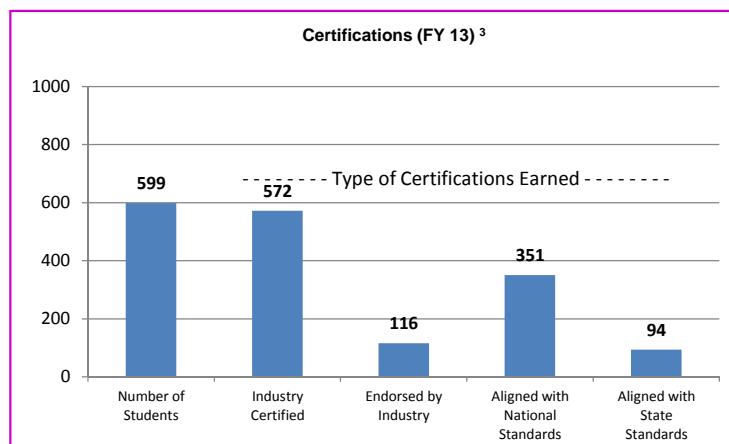 Certifications (FY 13) 3
1000
800
600
400
200
0
- - - - - - - - Type of Certifications Earned - - - - - - - -
599
572
116
351
94
Number of
Students
Industry
Certified
Endorsed by
Industry
Aligned with
National
Standards
Aligned with
State
Standards